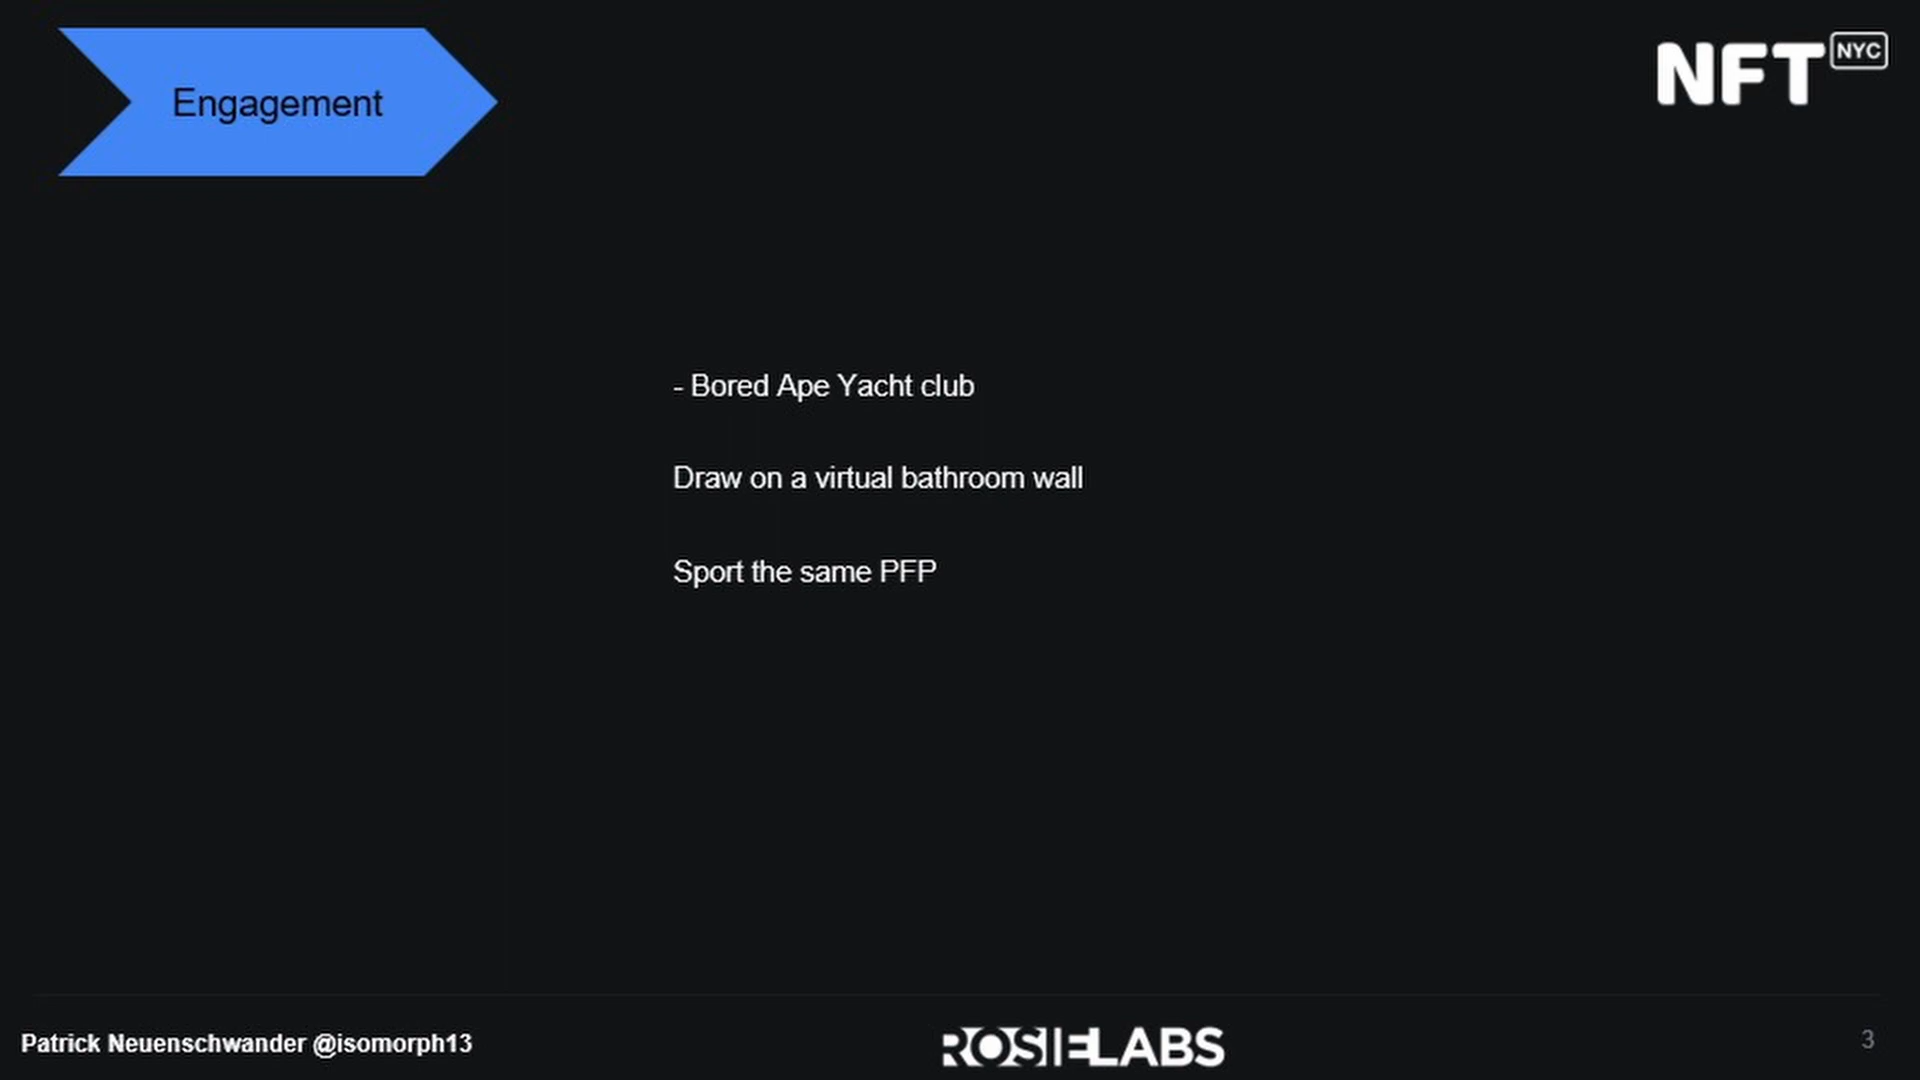 Engagement
NFT NYC
- Bored Ape Yacht club
Draw on a virtual bathroom wall
Sport the same PFP
Patrick Neuenschwander @isomorph13
ROSIELABS
3